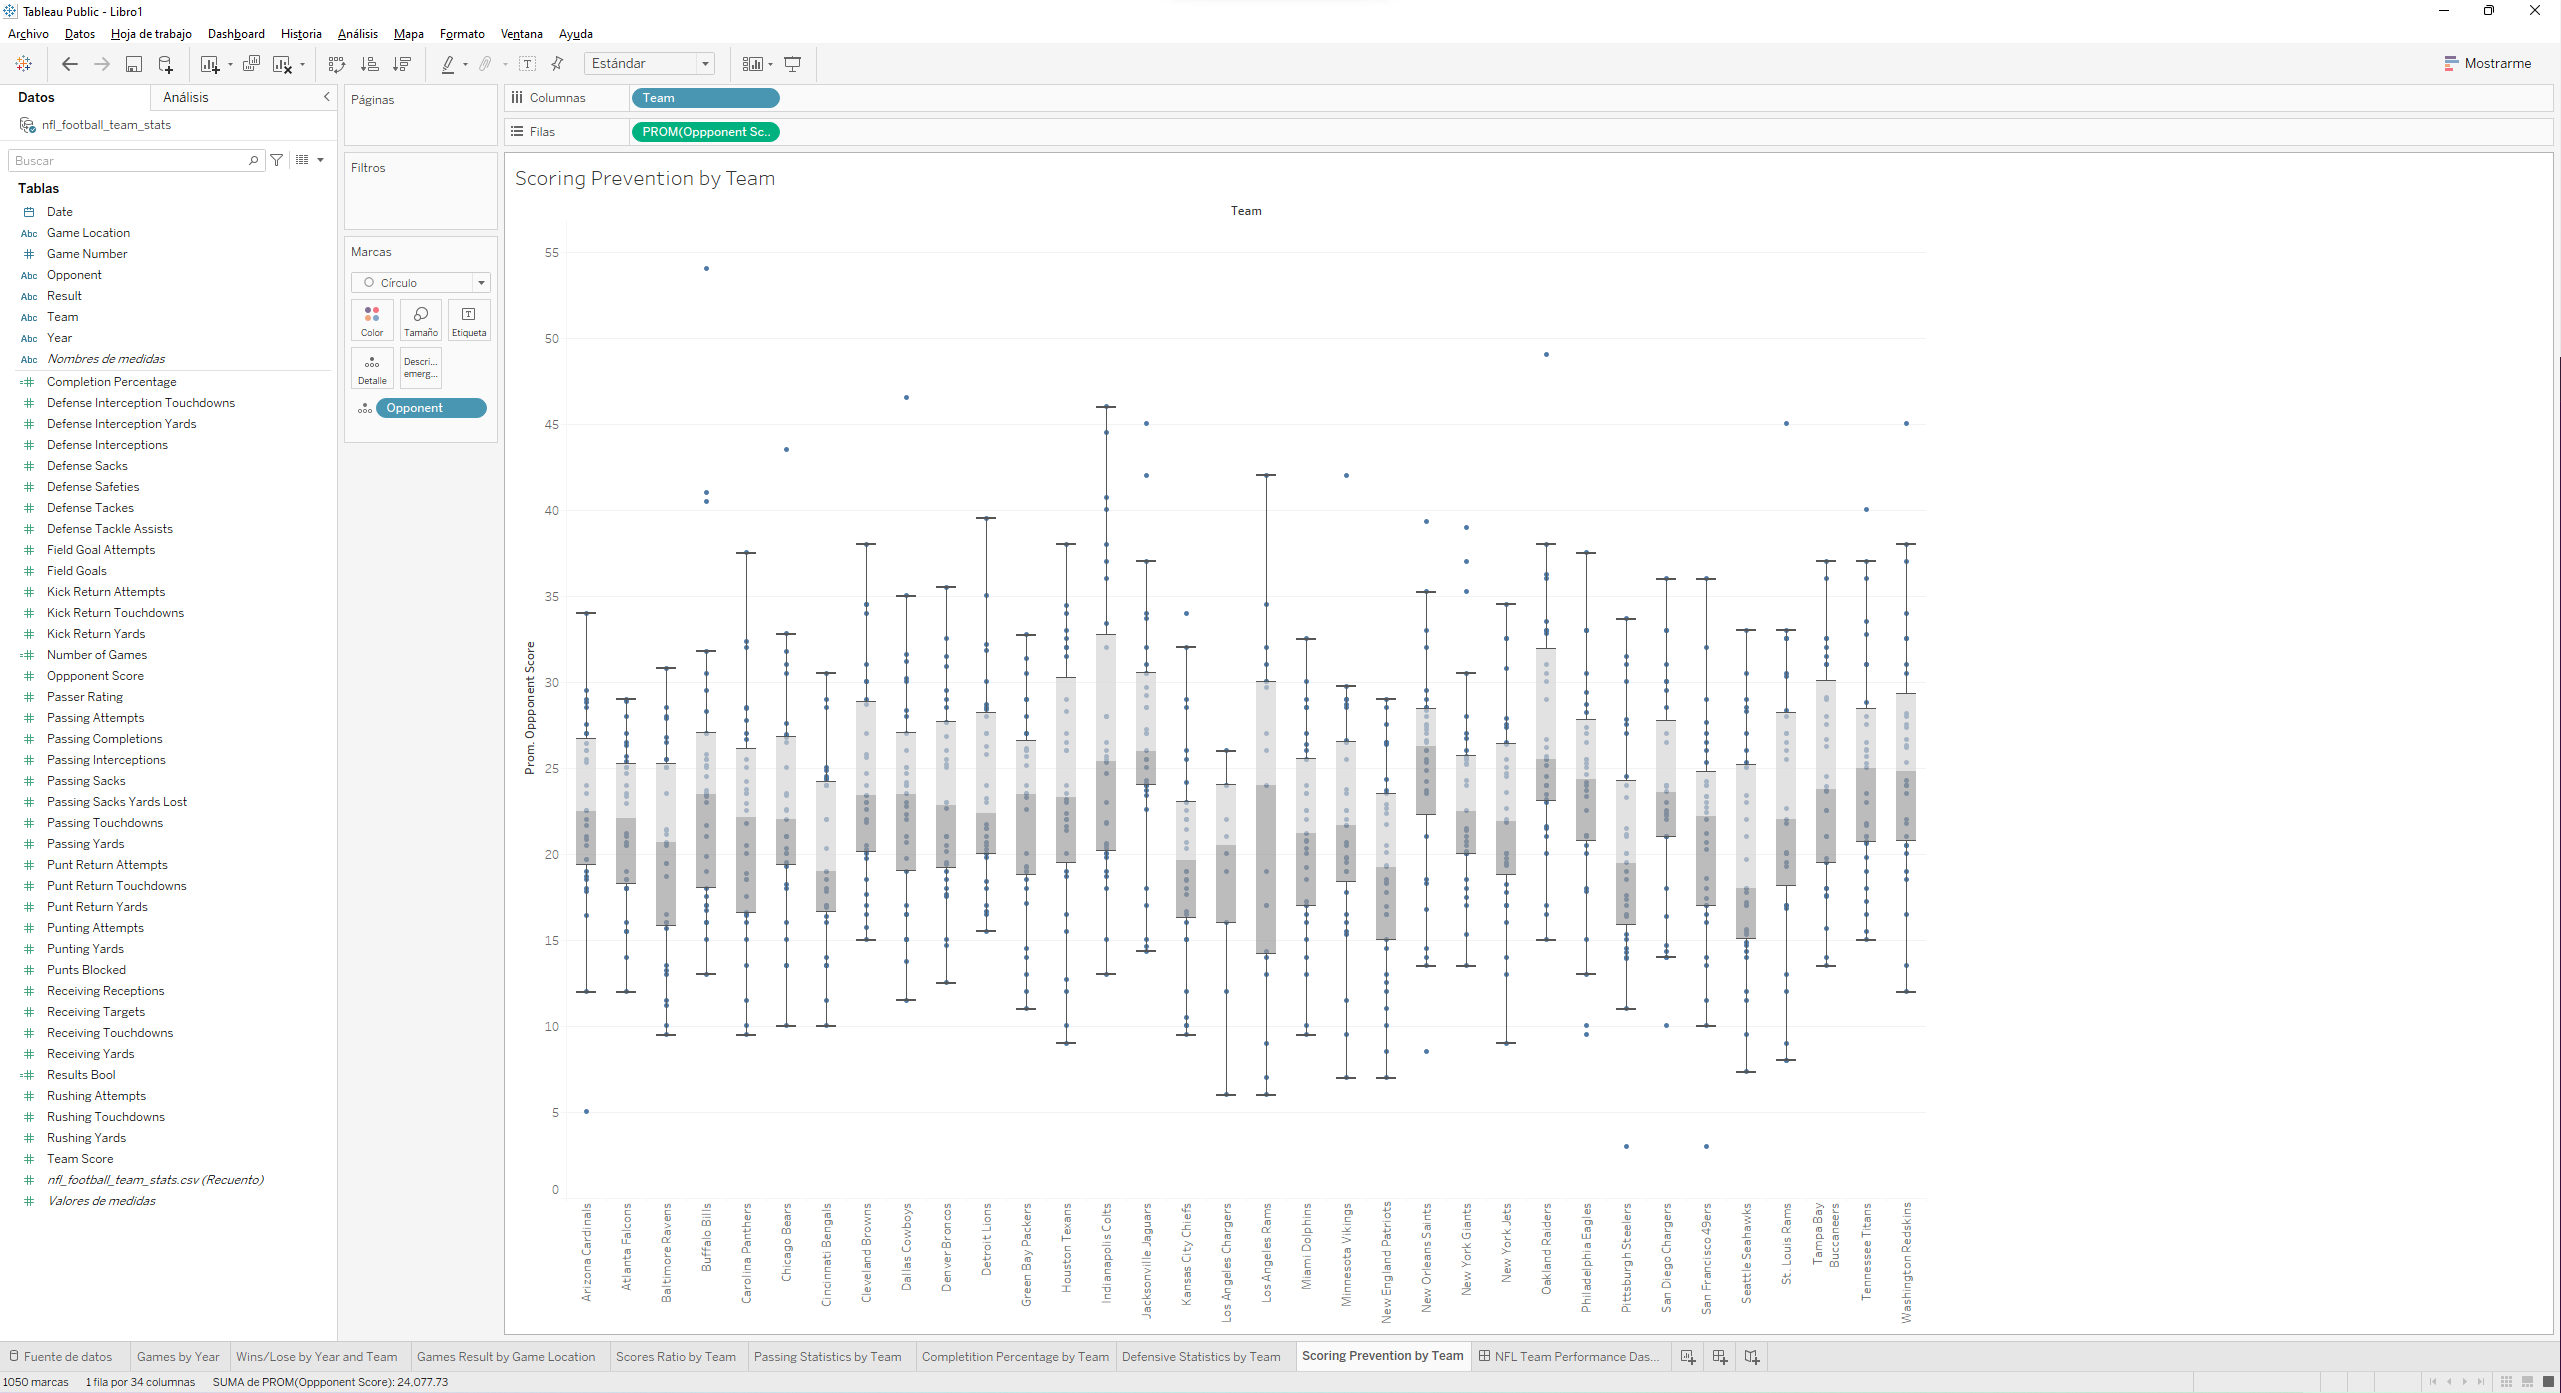 Tableau Public - Libro1
Archivo Datos Hoja de trabajo Dashboard Historia Análisis Mapa Formato Ventana Ayuda
Estándar
Mostrarme
Datos Análisis
nfl_football_team_stats
Buscar
Tablas
Date
Abc Game Location
Game Number
Abc Opponent
Abc Result
Abc Team
Abc Year
Abc Nombres de medidas
Completion Percentage
Defense Interception Touchdowns
Defense Interception Yards
Defense Interceptions
Defense Sacks
Defense Safeties
Defense Tackes
Defense Tackle Assists
Field Goal Attempts
Field Goals
Kick Return Attempts
Kick Return Touchdowns
Kick Return Yards
Number of Games
Oppponent Score
Passer Rating
Passing Attempts
Passing Completions
Passing Interceptions
Passing Sacks
Passing Sacks Yards Lost
Passing Touchdowns
Passing Yards
Punt Return Attempts
Punt Return Touchdowns
Punt Return Yards
Punting Attempts
Punting Yards
Punts Blocked
Receiving Receptions
Receiving Targets
Receiving Touchdowns
Receiving Yards
Results Bool
Rushing Attempts
Rushing Touchdowns
Rushing Yards
Team Score
nfl_football_team_stats.csv (Recuento)
Valores de medidas
Páginas
Filtros
Marcas
Círculo
Color Tamaño Etiqueta
Detalle
Descri...
emerg...
Opponent
Columnas Team
Filas PROM(Oppponent Sc..
Scoring Prevention by Team
Team
Prom. Oppponent Score
55
50
45
40
35
30
25
20
15
10
5
0
Arizona Cardinals
Atlanta Falcons
Baltimore Ravens
Buffalo Bills
Carolina Panthers
Chicago Bears
Cincinnati Bengals
Cleveland Browns
Dallas Cowboys
Denver Broncos
Detroit Lions
Green Bay Packers
Houston Texans
Indianapolis Colts
Jacksonville Jaguars
Kansas City Chiefs
Los Angeles Chargers
Los Angeles Rams
Miami Dolphins
Minnesota Vikings
New England Patriots
New Orleans Saints
New York Giants
New York Jets
Oakland Raiders
Philadelphia Eagles
Pittsburgh Steelers
San Diego Chargers
San Francisco 49ers
Seattle Seahawks
St. Louis Rams
Tampa Bay
Buccaneers
Tennessee Titans
Washington Redskins
Fuente de datos Games by Year Wins/Lose by Year and Team Games Result by Game Location Scores Ratio by Team Passing Statistics by Team Completition Percentage by Team Defensive Statistics by Team Scoring Prevention by Team NFL Team Performance Das...
1050 marcas 1 fila por 34 columnas SUMA de PROM(Oppponent Score): 24,077.73